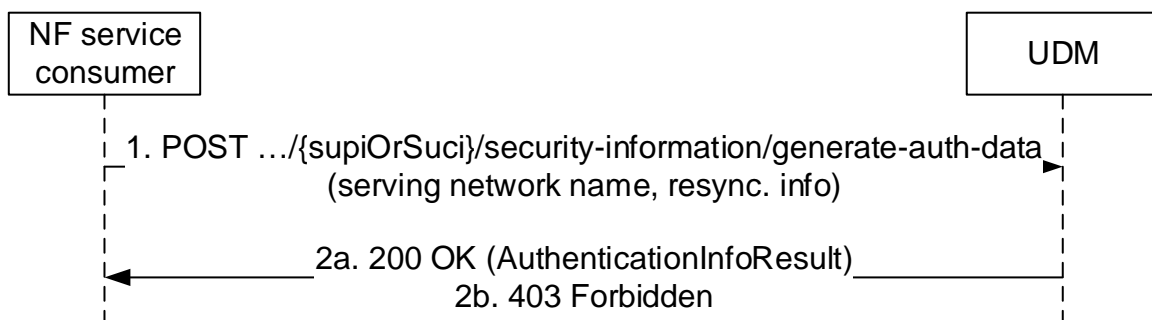 NF service
consumer
UDM
1. POST …/{supiOrSuci}/security-information/generate-auth-data
(serving network name, resync. info)
2a. 200 OK (AuthenticationInfoResult)
2b. 403 Forbidden